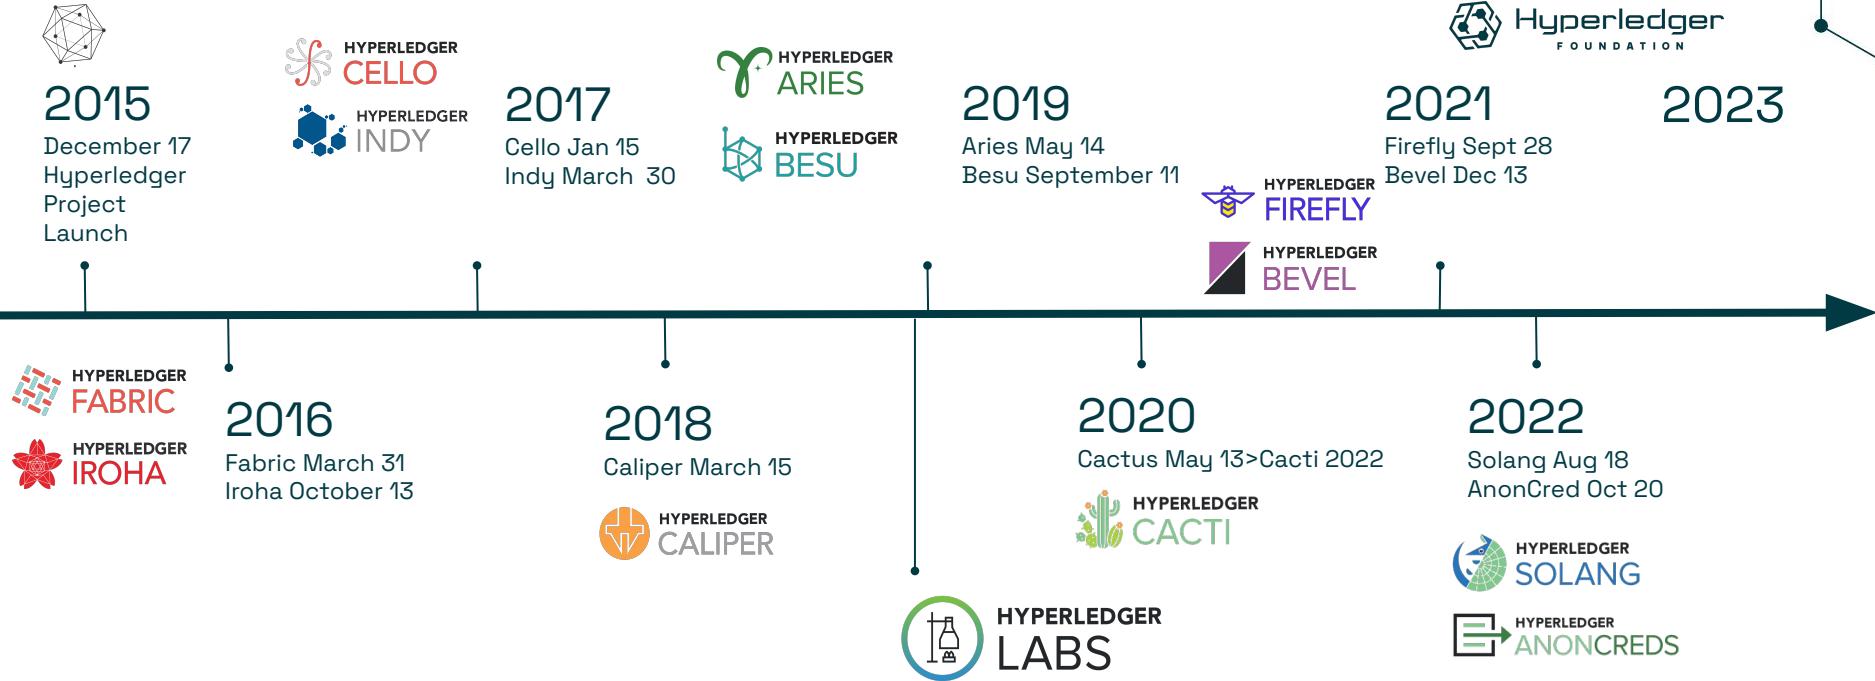 2015
December 17
Hyperledger
Project
Launch
HYPERLEDGER
FABRIC
HYPERLEDGER
IROHA
2016
Fabric March 31
Iroha October 13
HYPERLEDGER
CELLO
HYPERLEDGER
INDY
2017
Cello Jan 15
Indy March 30
2018
Caliper March 15
HYPERLEDGER
CALIPER
HYPERLEDGER
ARIES
HYPERLEDGER
BESU
2019
Aries May 14
Besu September 11
HYPERLEDGER
LABS
2020
Cactus May 13>Cacti 2022
HYPERLEDGER
CACTI
HYPERLEDGER
FIREFLY
HYPERLEDGER
BEVEL
2021
Firefly Sept 28
Bevel Dec 13
2022
Solang Aug 18
AnonCred Oct 20
HYPERLEDGER
SOLANG
HYPERLEDGER
ANONCREDS
Hyperledger
FOUNDATION
2023